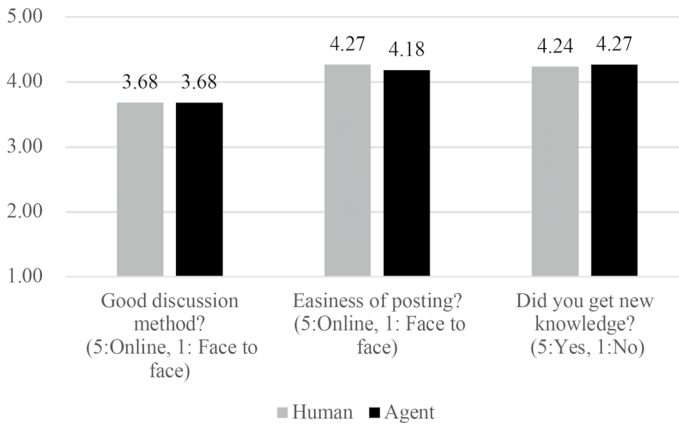 5.00
4.00
3.00
2.00
1.00
3.68 3.68
4.27 4.18
4.24 4.27
Good discussion
method?
(5:Online, 1: Face to
face)
Easiness of posting?
(5:Online, 1: Face to
face)
Did you get new
knowledge?
(5:Yes, 1:No)
Human Agent